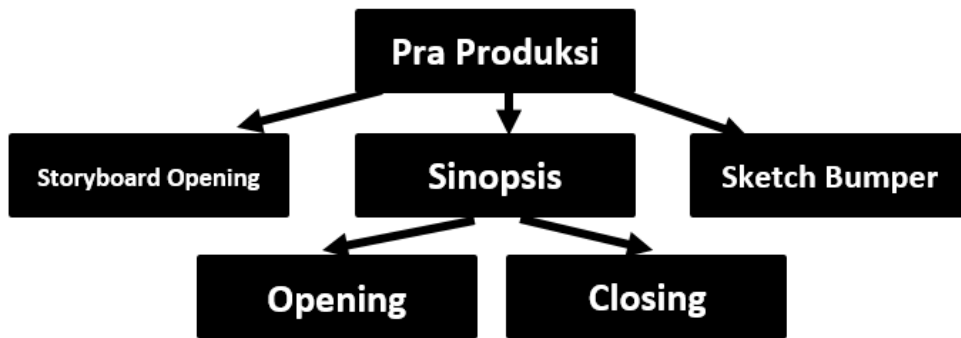 Pra Produksi
Storyboard Opening
Sinopsis
Sketch Bumper
Opening
Closing